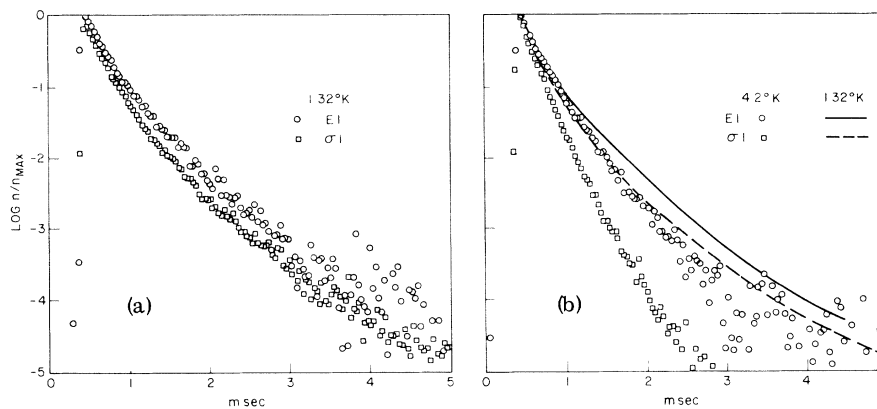 0
-1
-2
-3
-4
-5
LOG n/nMAX
1 32°K
○ E1
□ σ1
(a)
0
1
2
3
4
5
m sec
4 2°K 1 32°K
E1 ○
σ1 □
(b)
0
1
2
3
4
m sec